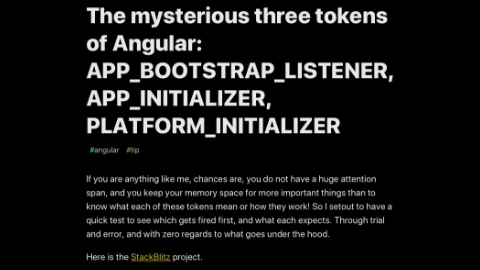 The mysterious three tokens
of Angular:
APP_BOOTSTRAP_LISTENER,
APP_INITIALIZER,
PLATFORM_INITIALIZER
#angular #tip
If you are anything like me, chances are, you do not have a huge attention
span, and you keep your memory space for more important things than to
know what each of these tokens mean or how they work! So I setout to have a
quick test to see which gets fired first, and what each expects. Through trial
and error, and with zero regards to what goes under the hood.
Here is the StackBlitz project.